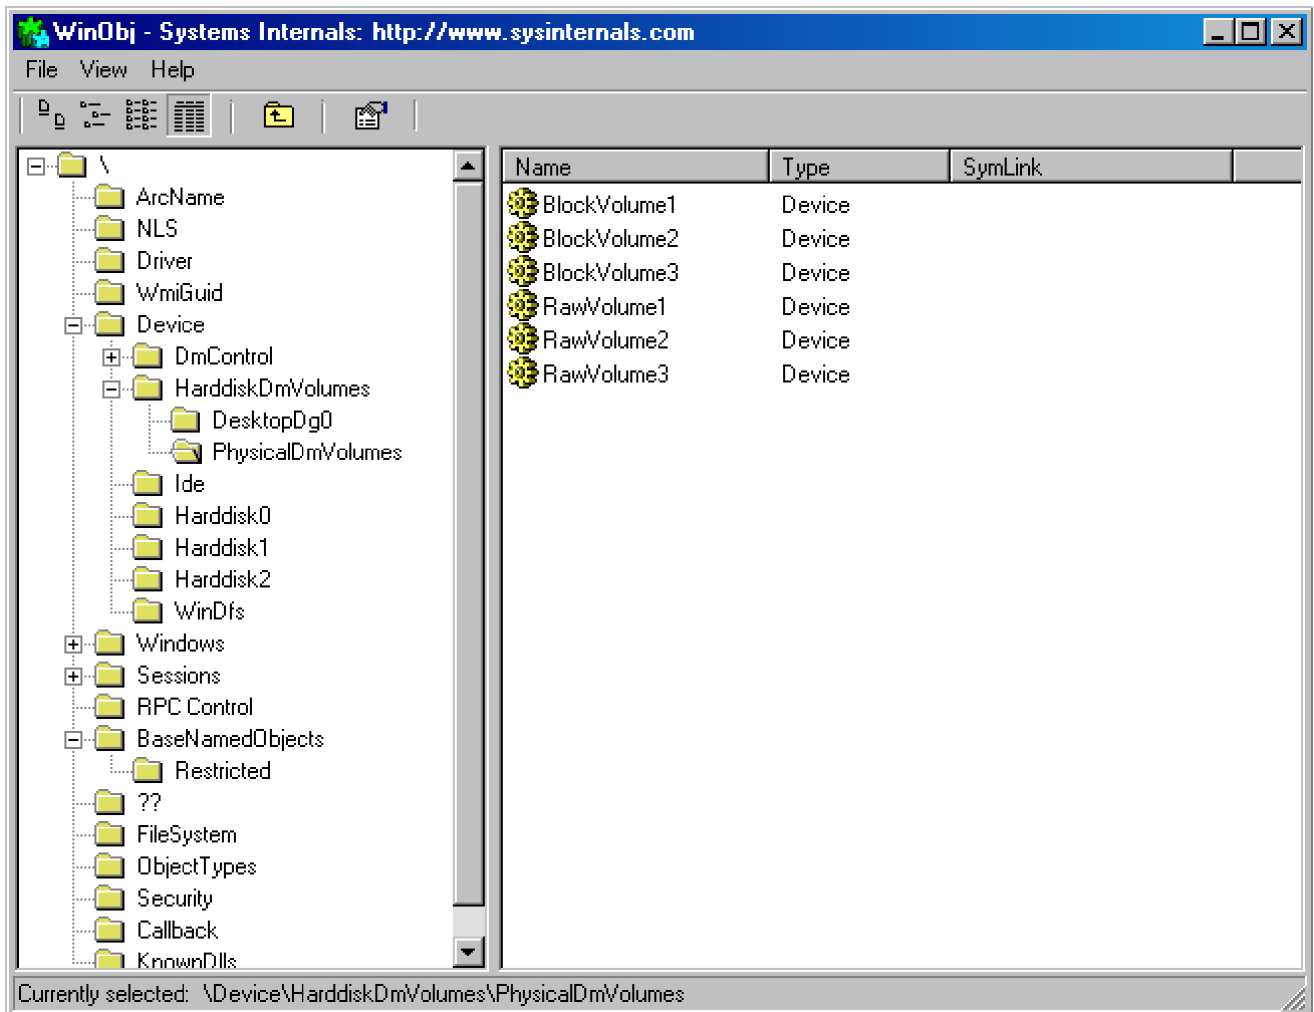 WinObj - Systems Internals: http://www.sysinternals.com
File View Help
\
ArcName
NLS
Driver
WmiGuid
Device
DmControl
HarddiskDmVolumes
DesktopDg0
PhysicalDmVolumes
Ide
Harddisk0
Harddisk1
Harddisk2
WinDfs
Windows
Sessions
RPC Control
BaseNamedObjects
Restricted
??
FileSystem
ObjectTypes
Security
Callback
KnownDlls
Name Type SymLink
BlockVolume1 Device
BlockVolume2 Device
BlockVolume3 Device
RawVolume1 Device
RawVolume2 Device
RawVolume3 Device
Currently selected: \Device\HarddiskDmVolumes\PhysicalDmVolumes